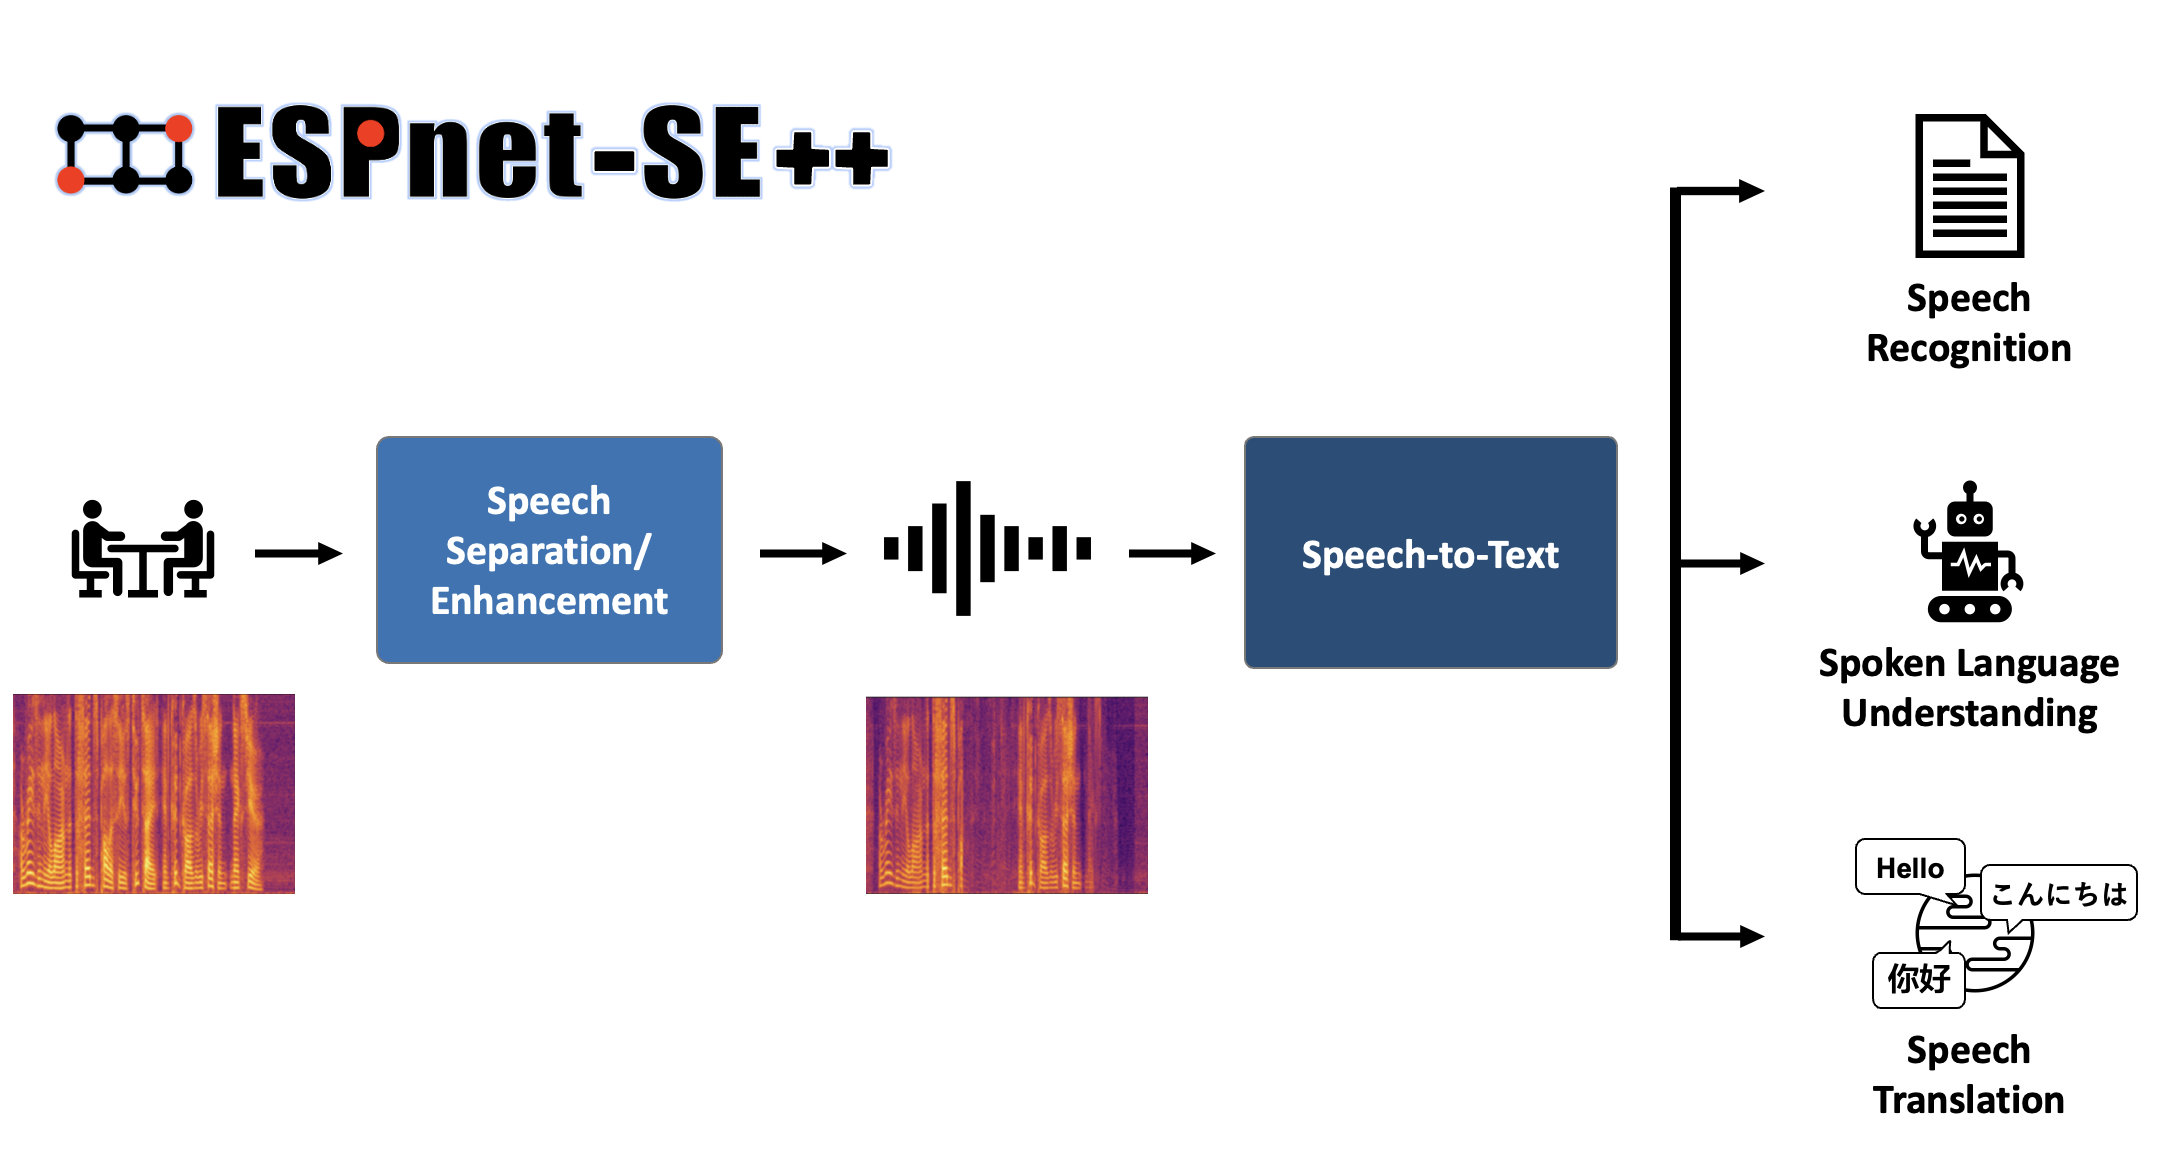 ESPnet-SE++
Speech
Separation/
Enhancement
Speech-to-Text
Speech
Recognition
Spoken Language
Understanding
Hello
こんにちは
你好
Speech
Translation